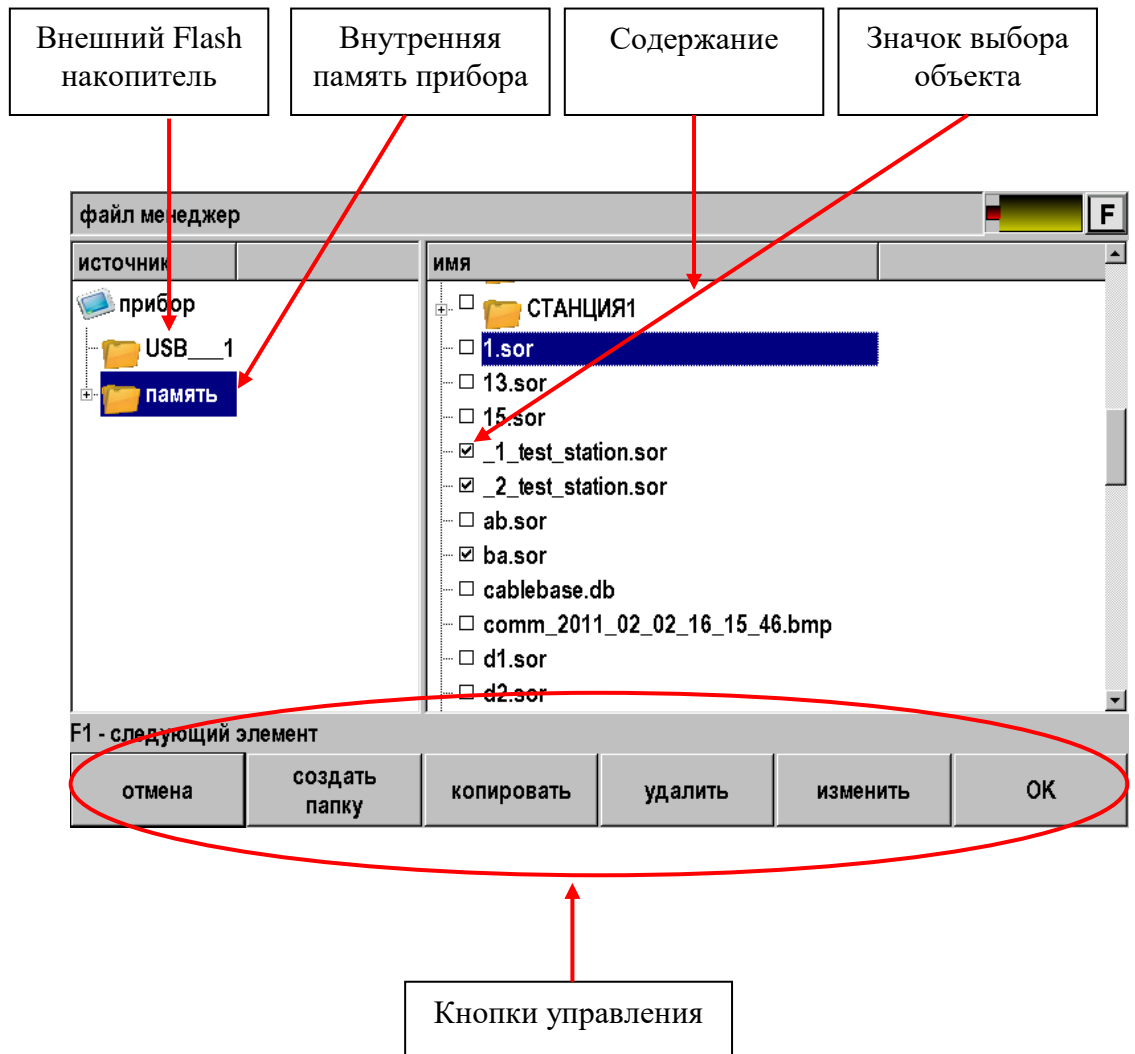 Внешний Flash
накопитель
Внутренняя
память прибора
Содержание
Значок выбора
объекта
файл менеджер
F
источник
имя
прибор
USB___1
память
СТАНЦИЯ1
1.sor
13.sor
15.sor
_1_test_station.sor
_2_test_station.sor
ab.sor
ba.sor
cablebase.db
comm_2011_02_02_16_15_46.bmp
d1.sor
d2.sor
F1 - следующий элемент
отмена
создать
папку
копировать
удалить
изменить
OK
Кнопки управления